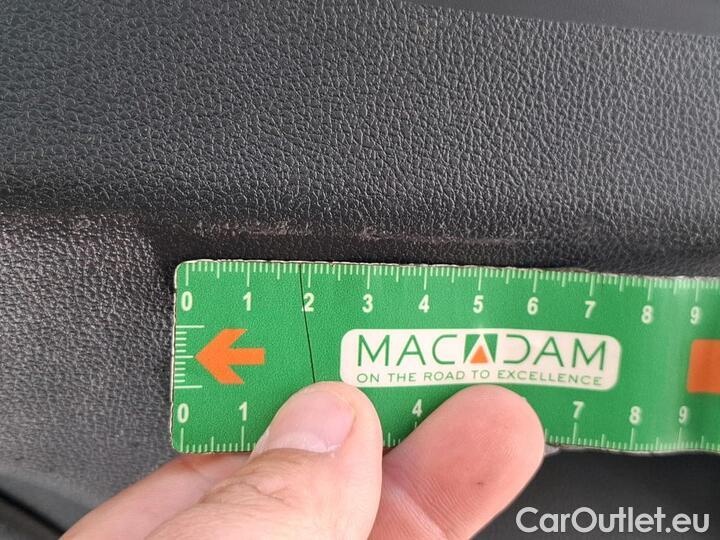 0 1 2 3 4 5 6 7 8 9
MACADAM
ON THE ROAD TO EXCELLENCE
0 1 4 7 8 9
CarOutlet.eu